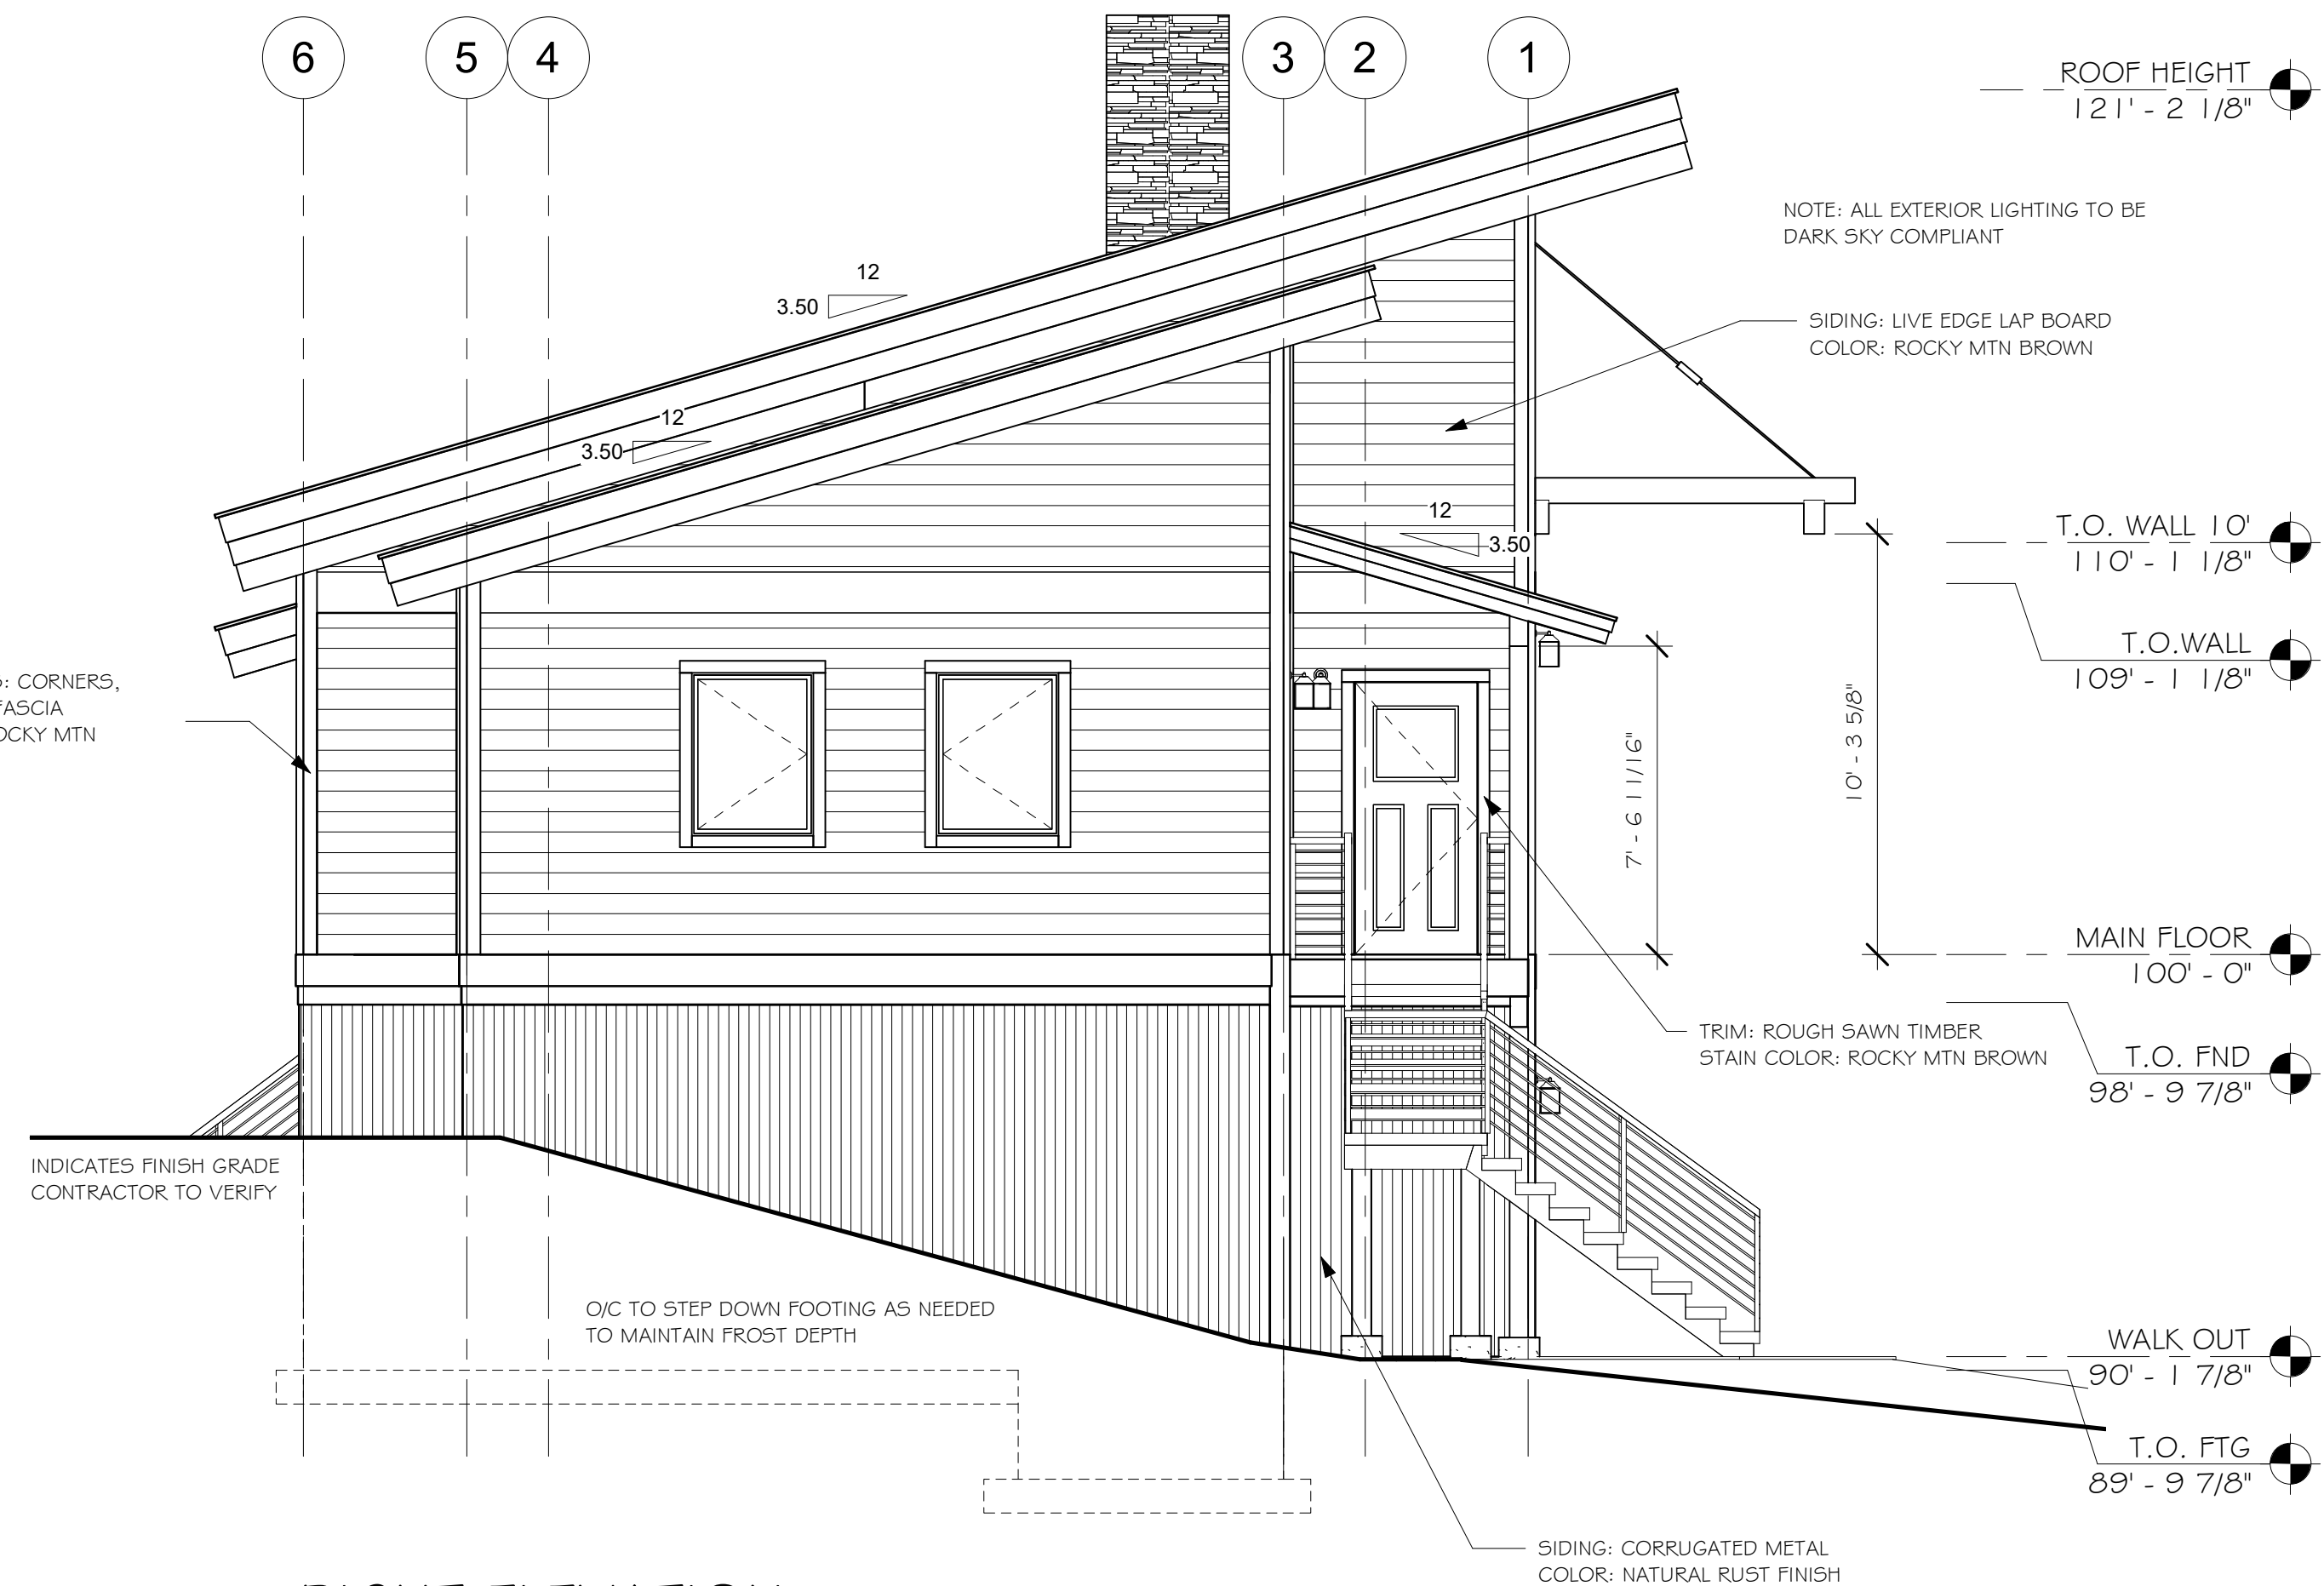 6
5
4
3
2
1
ROOF HEIGHT
121' - 2 1/8"
NOTE: ALL EXTERIOR LIGHTING TO BE
DARK SKY COMPLIANT
12
3.50
SIDING: LIVE EDGE LAP BOARD
COLOR: ROCKY MTN BROWN
12
3.50
12
3.50
T.O. WALL 10'
110' - 1 1/8"
T.O.WALL
109' - 1 1/8"
: CORNERS,
FASCIA
ROCKY MTN
7' - 6 11/16"
10' - 3 5/8"
MAIN FLOOR
100' - 0"
TRIM: ROUGH SAWN TIMBER
STAIN COLOR: ROCKY MTN BROWN
T.O. FND
98' - 9 7/8"
INDICATES FINISH GRADE
CONTRACTOR TO VERIFY
O/C TO STEP DOWN FOOTING AS NEEDED
TO MAINTAIN FROST DEPTH
WALK OUT
90' - 1 7/8"
T.O. FTG
89' - 9 7/8"
SIDING: CORRUGATED METAL
COLOR: NATURAL RUST FINISH